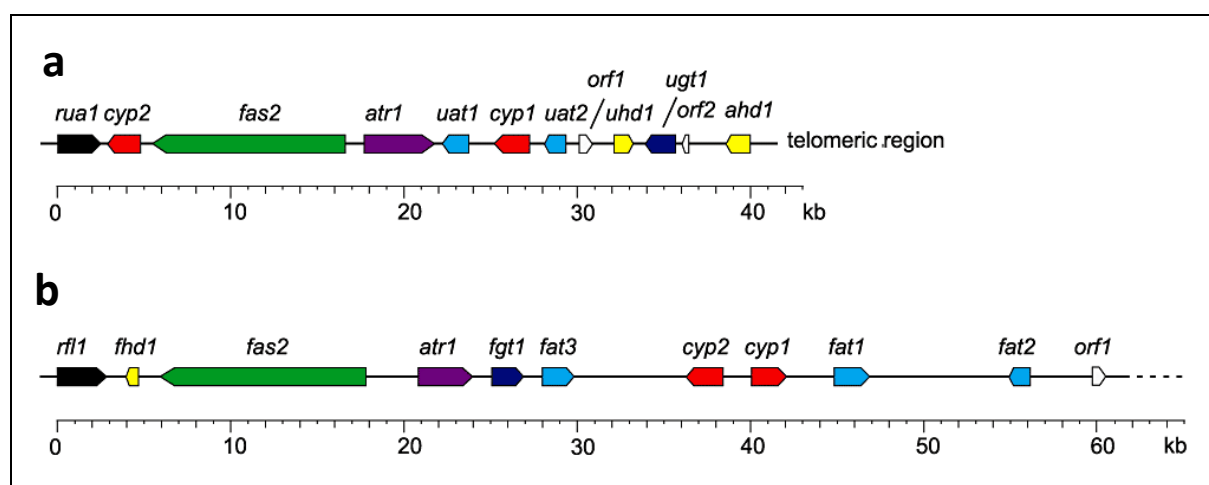 a
orf1 ugt1
rua1 cyp2 fas2 atr1 uat1 cyp1 uat2 uhd1 orf2 ahd1
telomeric region
0 10 20 30 40 kb
b
rfl1 fhd1 fas2 atr1 fgt1 fat3 cyp2 cyp1 fat1 fat2 orf1
0 10 20 30 40 50 60 kb